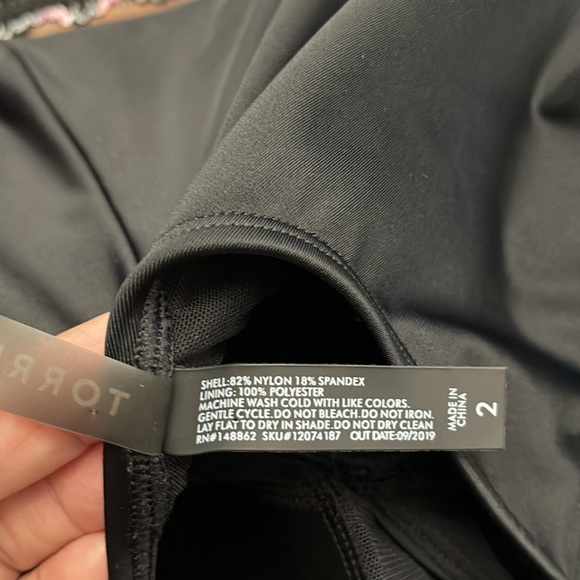 TORR
SHELL:82% NYLON 18% SPANDEX
LINING: 100% POLYESTER
MACHINE WASH COLD WITH LIKE COLORS.
GENTLE CYCLE.DO NOT BLEACH.DO NOT IRON.
LAY FLAT TO DRY IN SHADE.DO NOT DRY CLEAN
RN#148862 SKU#12074187 OUT DATE:09/2019
MADE IN
CHINA
2